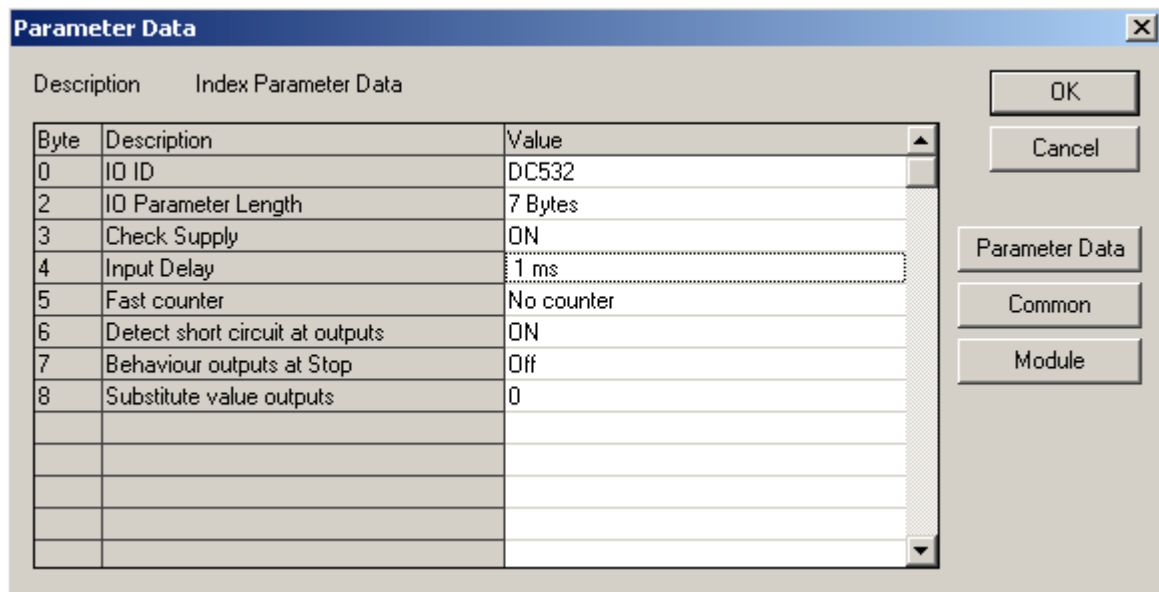 Parameter Data
Description Index Parameter Data
OK
Cancel
Byte Description Value
0 IO ID DC532
2 IO Parameter Length 7 Bytes
3 Check Supply ON
4 Input Delay 1 ms
5 Fast counter No counter
6 Detect short circuit at outputs ON
7 Behaviour outputs at Stop Off
8 Substitute value outputs 0
Parameter Data
Common
Module